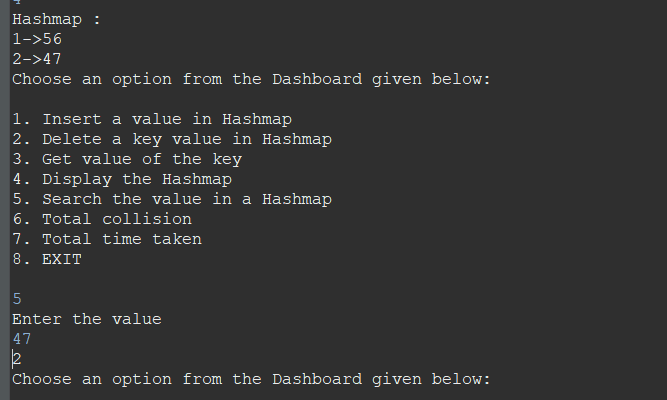 4
Hashmap :
1->56
2->47
Choose an option from the Dashboard given below:
1. Insert a value in Hashmap
2. Delete a key value in Hashmap
3. Get value of the key
4. Display the Hashmap
5. Search the value in a Hashmap
6. Total collision
7. Total time taken
8. EXIT
5
Enter the value
47
2
Choose an option from the Dashboard given below: